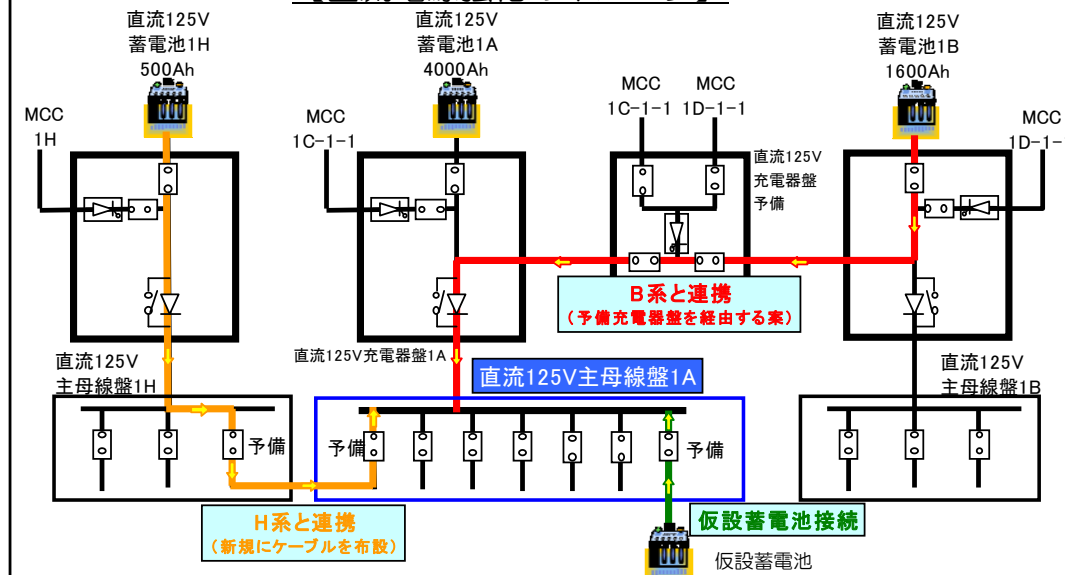 直流125V
蓄電池1H
500Ah
直流125V
蓄電池1A
4000Ah
直流125V
蓄電池1B
1600Ah
MCC
1H
MCC
1C-1-1
MCC
1C-1-1
MCC
1D-1-1
MCC
1D-1-1
直流125V
充電器盤
予備
B系と連携
(予備充電器盤を経由する案)
直流125V充電器盤1A
直流125V
主母線盤1H
直流125V主母線盤1A
直流125V
主母線盤1B
予備
予備
予備
H系と連携
(新規にケーブルを布設)
仮設蓄電池接続
仮設蓄電池